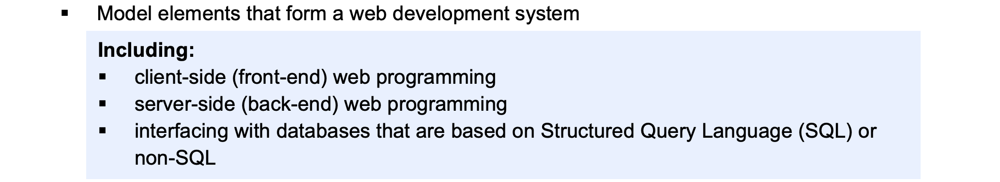 ▪ Model elements that form a web development system
Including:
▪ client-side (front-end) web programming
▪ server-side (back-end) web programming
▪ interfacing with databases that are based on Structured Query Language (SQL) or
non-SQL